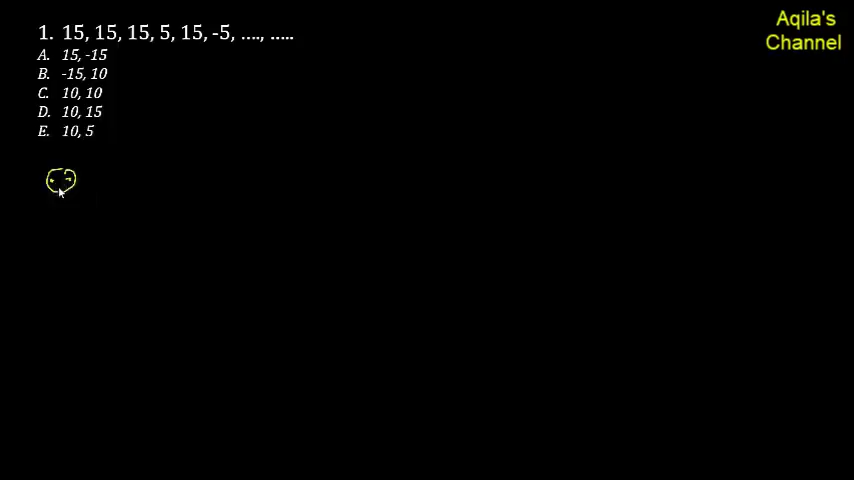 1. 15, 15, 15, 5, 15, -5, ...., .....
A. 15, -15
B. -15, 10
C. 10, 10
D. 10, 15
E. 10, 5
Aqila's
Channel